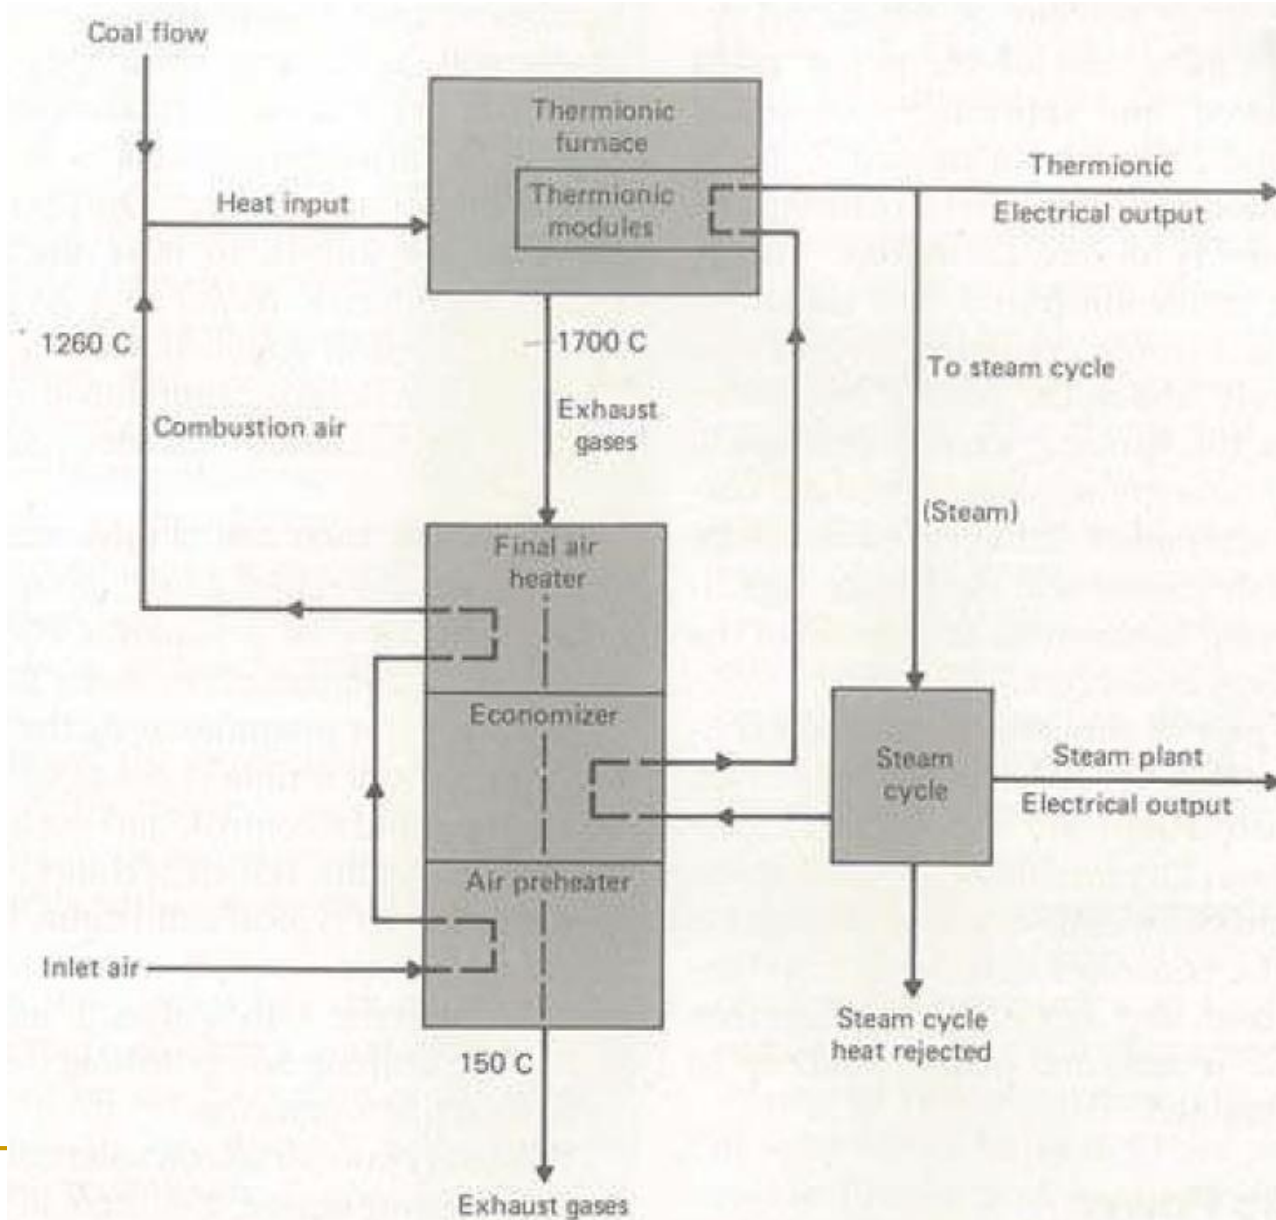 Coal flow
Thermionic
furnace
Thermionic
modules
Heat input
Thermionic
Electrical output
1260 C
1700 C
To steam cycle
Exhaust
gases
Combustion air
(Steam)
Final air
heater
Economizer
Steam
cycle
Steam plant
Electrical output
Air preheater
Inlet air
Steam cycle
heat rejected
150 C
Exhaust gases